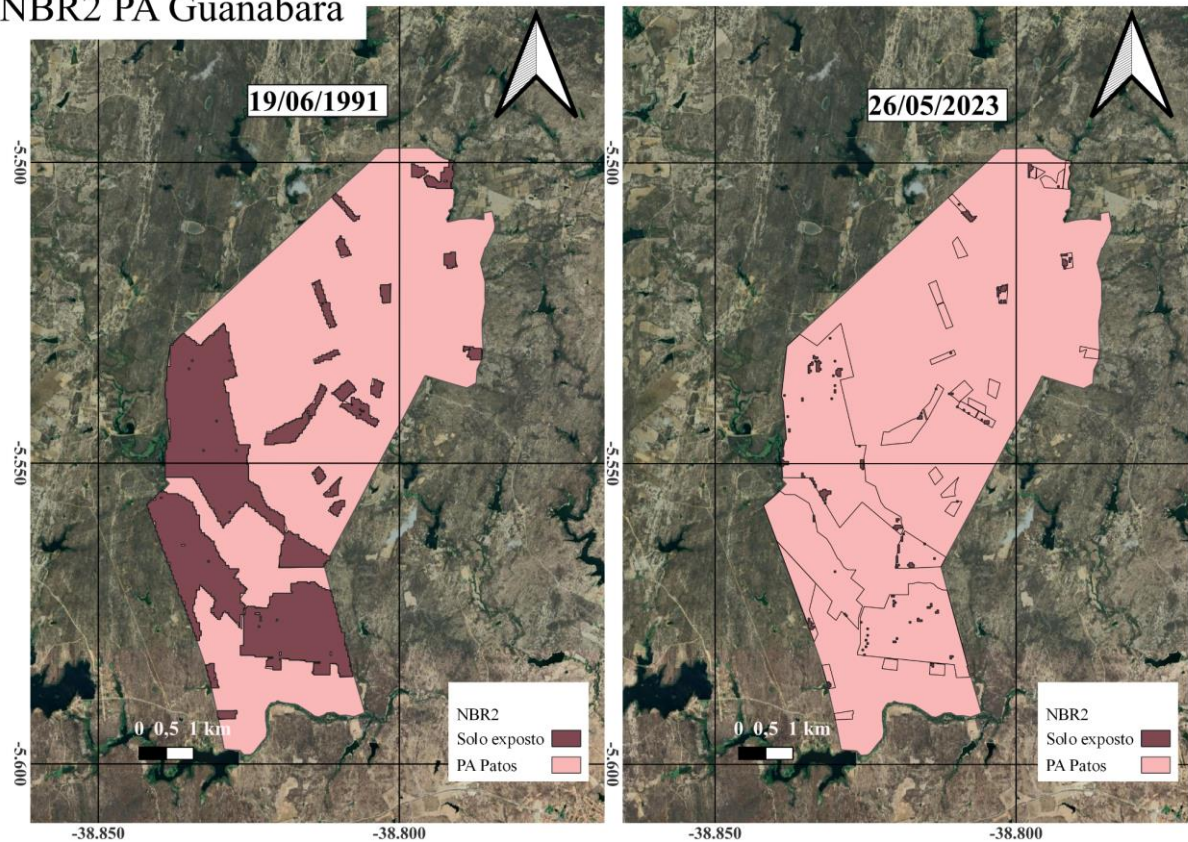 NBR2 PA Guanabara
19/06/1991
-5.500
-5.550
-5.600
0 0,5 1 km
NBR2
Solo exposto
PA Patos
-38.850
-38.800
26/05/2023
-5.500
-5.550
-5.600
0 0,5 1 km
NBR2
Solo exposto
PA Patos
-38.850
-38.800